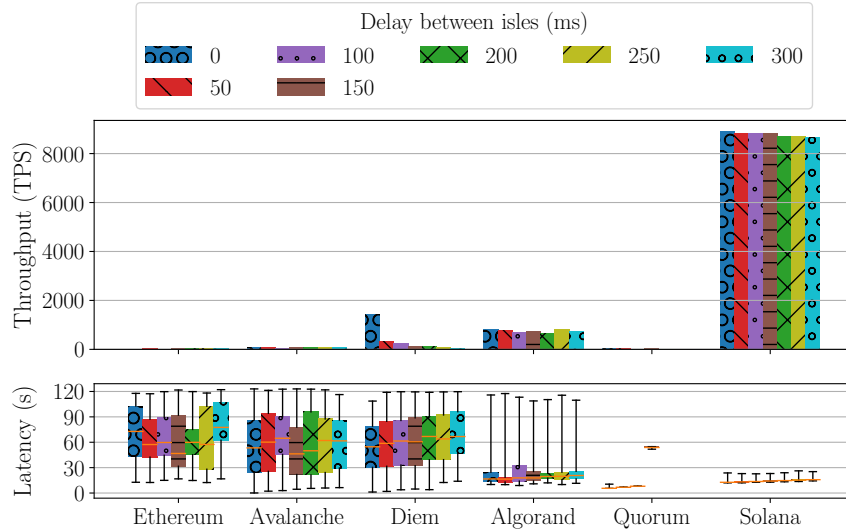 Delay between isles (ms)
0 100 200 250 300
50 150
Throughput (TPS)
8000
6000
4000
2000
0
Latency (s)
120
90
60
30
0
Ethereum Avalanche Diem Algorand Quorum Solana